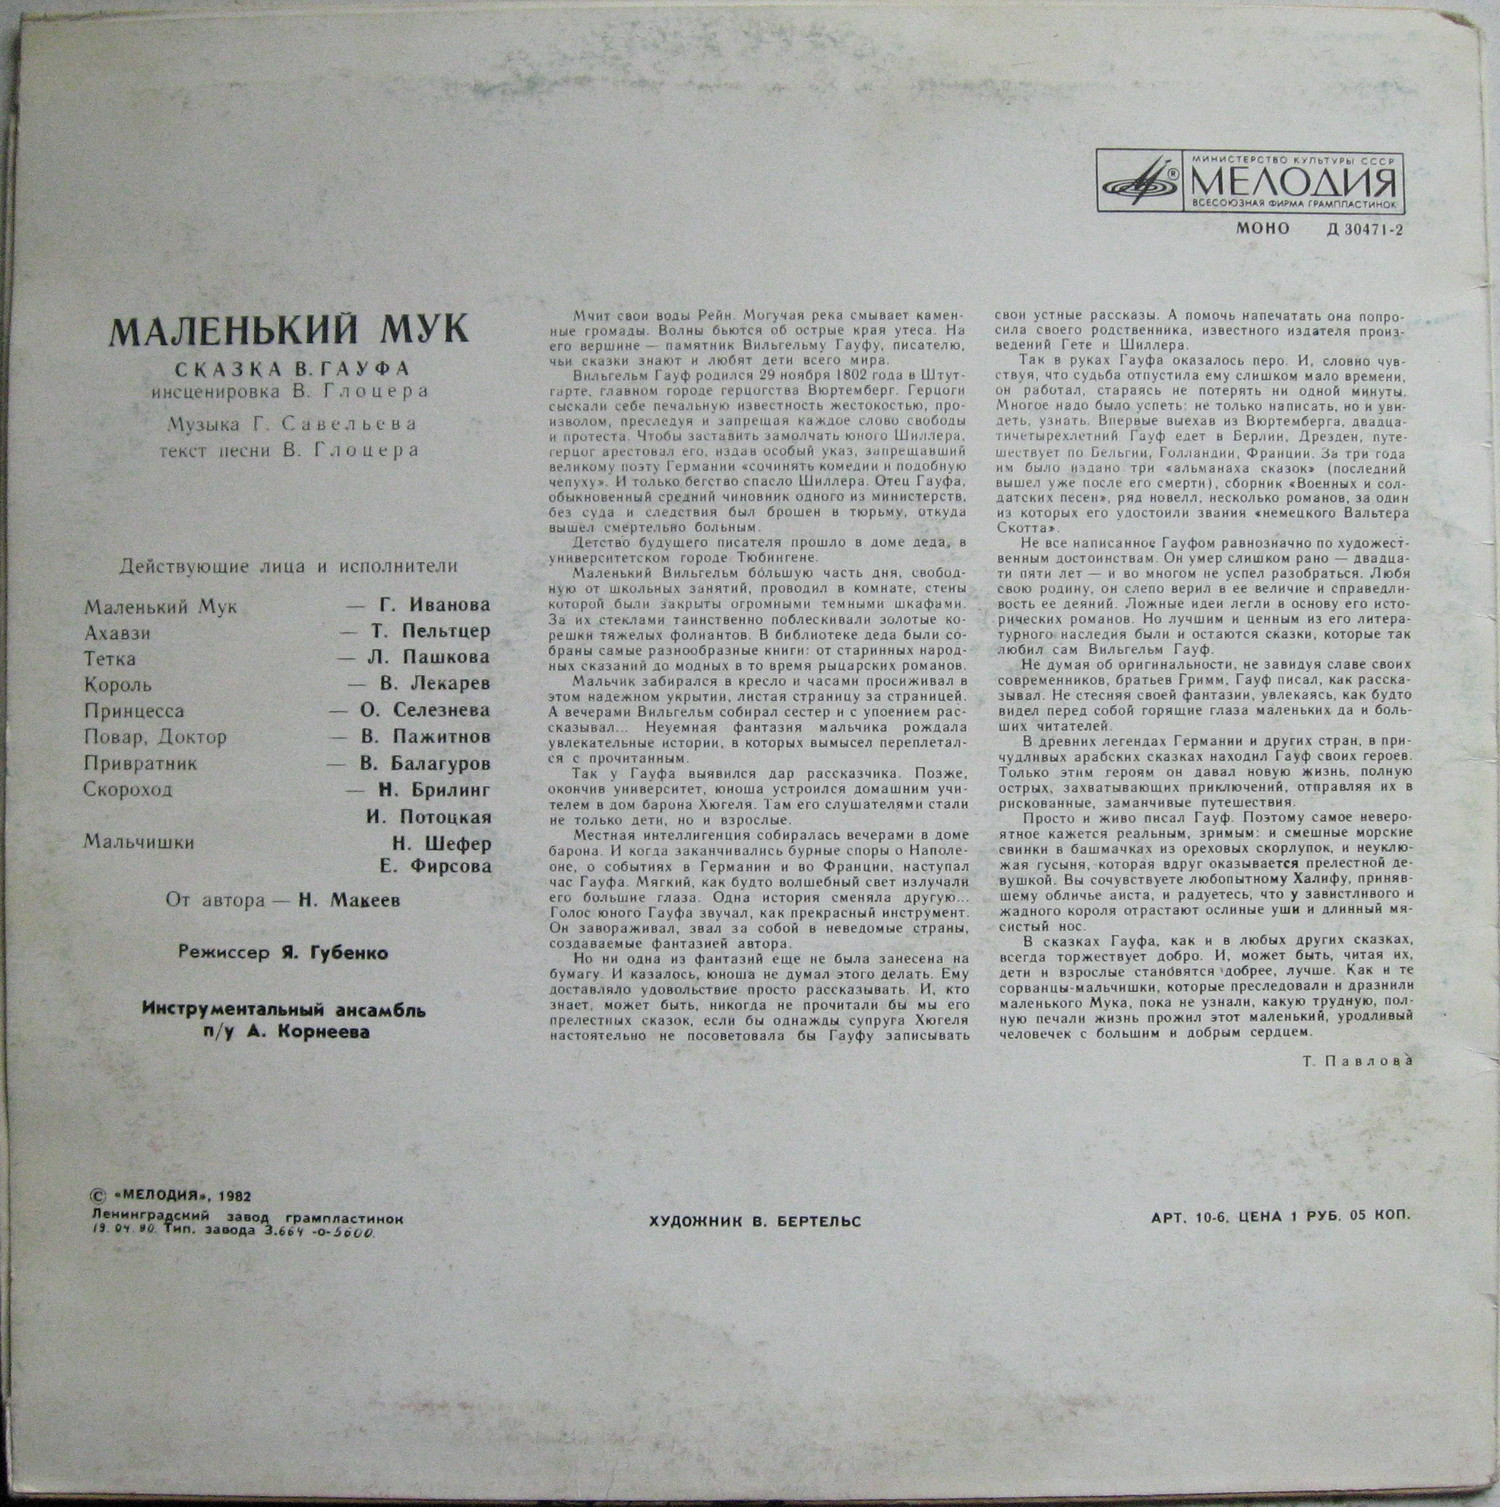 МИНИСТЕРСТВО КУЛЬТУРЫ СССР
МЕЛОДИЯ
ВСЕСОЮЗНАЯ ФИРМА ГРАМПЛАСТИНОК
МОНО Д 30471-2
МАЛЕНЬКИЙ МУК
СКАЗКА В. ГАУФА
инсценировка В. Глоцера
Музыка Г. Савельева
текст песни В. Глоцера
Действующие лица и исполнители
Маленький Мук — Г. Иванова
Ахавзи — Т. Пельтцер
Тетка — Л. Пашкова
Король — В. Лекарев
Принцесса — О. Селезнева
Повар, Доктор — В. Пажитнов
Привратник — В. Балагуров
Скороход — Н. Брилинг
И. Потоцкая
Мальчишки Н. Шефер
Е. Фирсова
От автора — Н. Макеев
Режиссер Я. Губенко
Инструментальный ансамбль
п/у А. Корнеева
Мчит свои воды Рейн. Могучая река смывает камен-
ные громады. Волны бьются об острые края утеса. На
его вершине — памятник Вильгельму Гауфу, писателю,
чьи сказки знают и любят дети всего мира.
Вильгельм Гауф родился 29 ноября 1802 года в Штут-
гарте, главном городе герцогства Вюртемберг. Герцоги
сыскали себе печальную известность жестокостью, про-
изволом, преследуя и запрещая каждое слово свободы
и протеста. Чтобы заставить замолчать юного Шиллера,
герцог арестовал его, издав особый указ, запрещавший
великому поэту Германии «сочинять комедии и подобную
чепуху». И только бегство спасло Шиллера. Отец Гауфа,
обыкновенный средний чиновник одного из министерств,
без суда и следствия был брошен в тюрьму, откуда
вышел смертельно больным.
Детство будущего писателя прошло в доме деда, в
университетском городе Тюбингене.
Маленький Вильгельм бóльшую часть дня, свобод-
ную от школьных занятий, проводил в комнате, стены
которой были закрыты огромными темными шкафами.
За их стеклами таинственно поблескивали золотые ко-
решки тяжелых фолиантов. В библиотеке деда были со-
браны самые разнообразные книги: от старинных народ-
ных сказаний до модных в то время рыцарских романов.
Мальчик забирался в кресло и часами просиживал в
этом надежном укрытии, листая страницу за страницей.
А вечерами Вильгельм собирал сестер и с упоением рас-
сказывал... Неуемная фантазия мальчика рождала
увлекательные истории, в которых вымысел переплетал-
ся с прочитанным.
Так у Гауфа выявился дар рассказчика. Позже,
окончив университет, юноша устроился домашним учи-
телем в дом барона Хюгеля. Там его слушателями стали
не только дети, но и взрослые.
Местная интеллигенция собиралась вечерами в доме
барона. И когда заканчивались бурные споры о Наполе-
оне, о событиях в Германии и во Франции, наступал
час Гауфа. Мягкий, как будто волшебный свет излучали
его большие глаза. Одна история сменяла другую...
Голос юного Гауфа звучал, как прекрасный инструмент.
Он завораживал, звал за собой в неведомые страны,
создаваемые фантазией автора.
Но ни одна из фантазий еще не была занесена на
бумагу. И казалось, юноша не думал этого делать. Ему
доставляло удовольствие просто рассказывать. И, кто
знает, может быть, никогда не прочитали бы мы его
прелестных сказок, если бы однажды супруга Хюгеля
настоятельно не посоветовала бы Гауфу записывать
свои устные рассказы. А помочь напечатать она попро-
сила своего родственника, известного издателя произ-
ведений Гете и Шиллера.
Так в руках Гауфа оказалось перо. И, словно чув-
ствуя, что судьба отпустила ему слишком мало времени,
он работал, стараясь не потерять ни одной минуты.
Многое надо было успеть: не только написать, но и уви-
деть, узнать. Впервые выехав из Вюртемберга, двадца-
тичетырехлетний Гауф едет в Берлин, Дрезден, путе-
шествует по Бельгии, Голландии, Франции. За три года
им было издано три «альманаха сказок» (последний
вышел уже после его смерти), сборник «Военных и сол-
датских песен», ряд новелл, несколько романов, за один
из которых его удостоили звания «немецкого Вальтера
Скотта».
Не все написанное Гауфом равнозначно по художест-
венным достоинствам. Он умер слишком рано — двадца-
ти пяти лет — и во многом не успел разобраться. Любя
свою родину, он слепо верил в ее величие и справедли-
вость ее деяний. Ложные идеи легли в основу его исто-
рических романов. Но лучшим и ценным из его литера-
турного наследия были и остаются сказки, которые так
любил сам Вильгельм Гауф.
Не думая об оригинальности, не завидуя славе своих
современников, братьев Гримм, Гауф писал, как расска-
зывал. Не стесняя своей фантазии, увлекаясь, как будто
видел перед собой горящие глаза маленьких да и боль-
ших читателей.
В древних легендах Германии и других стран, в при-
чудливых арабских сказках находил Гауф своих героев.
Только этим героям он давал новую жизнь, полную
острых, захватывающих приключений, отправляя их в
рискованные, заманчивые путешествия.
Просто и живо писал Гауф. Поэтому самое неверо-
ятное кажется реальным, зримым: и смешные морские
свинки в башмачках из ореховых скорлупок, и неуклю-
жая гусыня, которая вдруг оказывается прелестной де-
вушкой. Вы сочувствуете любопытному Халифу, приняв-
шему обличье аиста, и радуетесь, что у завистливого и
жадного короля отрастают ослиные уши и длинный мя-
систый нос.
В сказках Гауфа, как и в любых других сказках,
всегда торжествует добро. И, может быть, читая их,
дети и взрослые становятся добрее, лучше. Как и те
сорванцы-мальчишки, которые преследовали и дразнили
маленького Мука, пока не узнали, какую трудную, пол-
ную печали жизнь прожил этот маленький, уродливый
человечек с большим и добрым сердцем.
Т. Павлова
© «МЕЛОДИЯ», 1982
Ленинградский завод грампластинок
19.04.90. Тип. завода З.664 -о-5600.
ХУДОЖНИК В. БЕРТЕЛЬС
АРТ. 10-6. ЦЕНА 1 РУБ. 05 КОП.